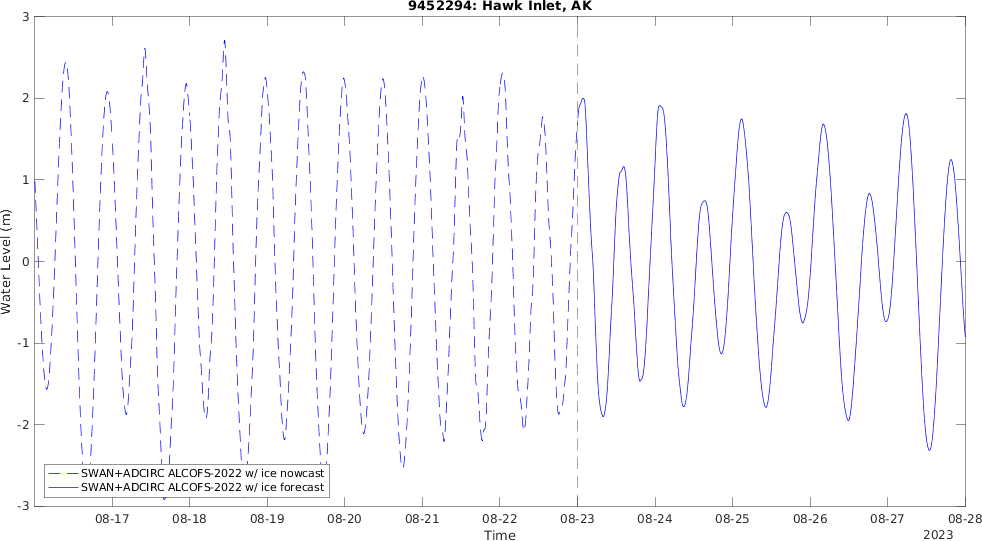 9452294: Hawk Inlet, AK
3
2
1
0
-1
-2
-3
Water Level (m)
SWAN+ADCIRC ALCOFS-2022 w/ ice nowcast
SWAN+ADCIRC ALCOFS-2022 w/ ice forecast
08-17 08-18 08-19 08-20 08-21 08-22 08-23 08-24 08-25 08-26 08-27 08-28
Time
2023